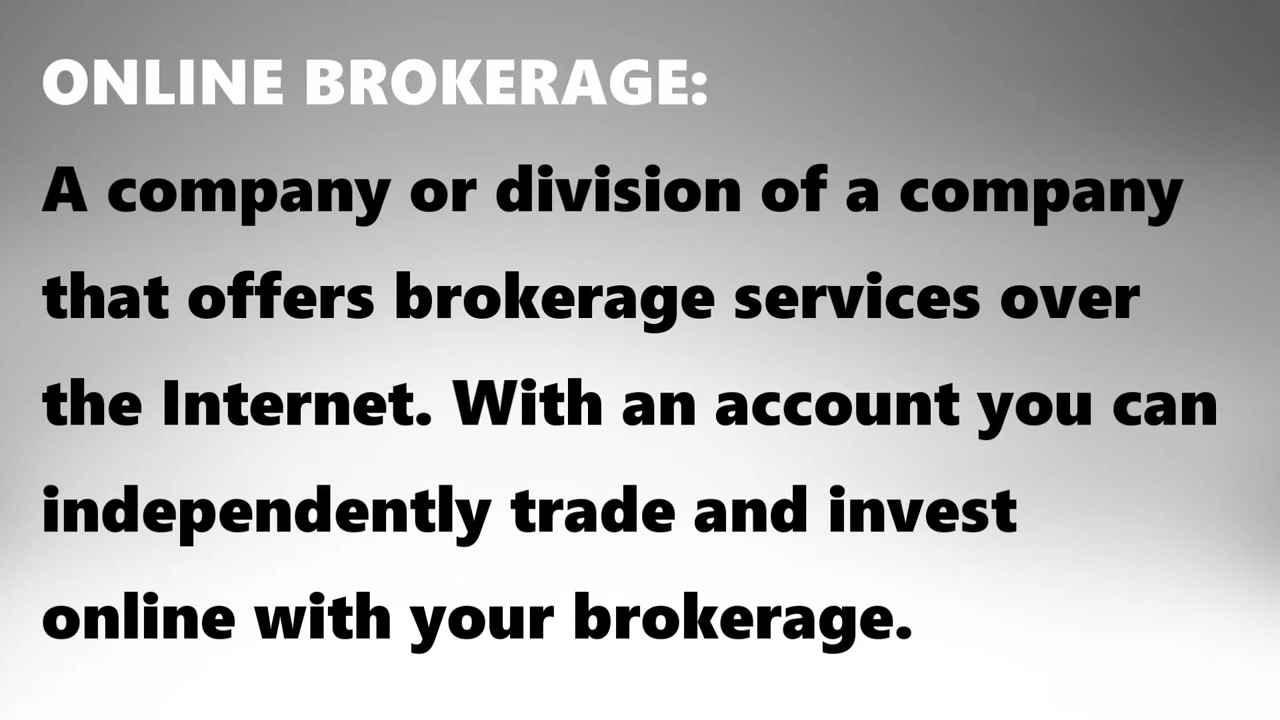 ONLINE BROKERAGE:
A company or division of a company
that offers brokerage services over
the Internet. With an account you can
independently trade and invest
online with your brokerage.